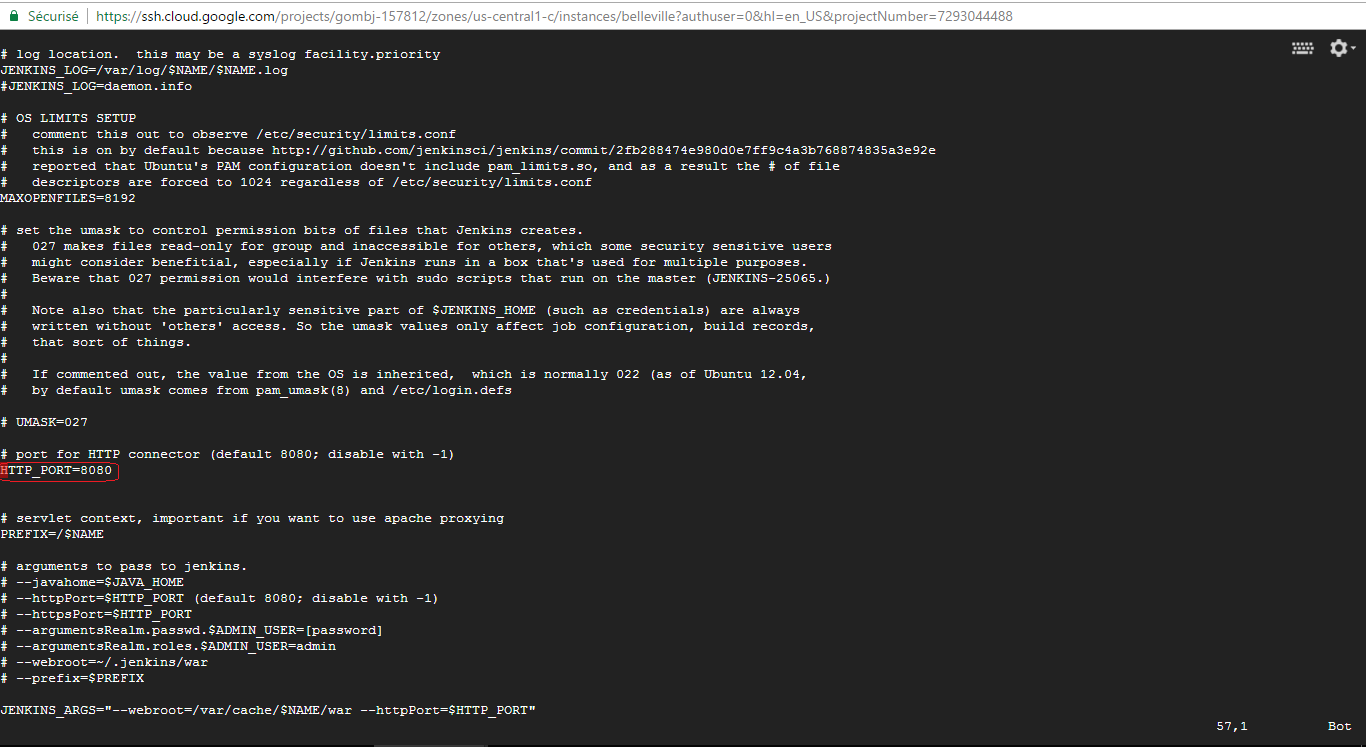 Sécurisé https://ssh.cloud.google.com/projects/gombj-157812/zones/us-central1-c/instances/belleville?authuser=0&hl=en_US&projectNumber=7293044488
# log location.  this may be a syslog facility.priority
JENKINS_LOG=/var/log/$NAME/$NAME.log
#JENKINS_LOG=daemon.info
# OS LIMITS SETUP
#   comment this out to observe /etc/security/limits.conf
#   this is on by default because http://github.com/jenkinsci/jenkins/commit/2fb288474e980d0e7ff9c4a3b768874835a3e92e
#   reported that Ubuntu's PAM configuration doesn't include pam_limits.so, and as a result the # of file
#   descriptors are forced to 1024 regardless of /etc/security/limits.conf
MAXOPENFILES=8192
# set the umask to control permission bits of files that Jenkins creates.
#   027 makes files read-only for group and inaccessible for others, which some security sensitive users
#   might consider benefitial, especially if Jenkins runs in a box that's used for multiple purposes.
#   Beware that 027 permission would interfere with sudo scripts that run on the master (JENKINS-25065.)
#
#   Note also that the particularly sensitive part of $JENKINS_HOME (such as credentials) are always
#   written without 'others' access. So the umask values only affect job configuration, build records,
#   that sort of things.
#
#   If commented out, the value from the OS is inherited,  which is normally 022 (as of Ubuntu 12.04,
#   by default umask comes from pam_umask(8) and /etc/login.defs
# UMASK=027
# port for HTTP connector (default 8080; disable with -1)
HTTP_PORT=8080
# servlet context, important if you want to use apache proxying
PREFIX=/$NAME
# arguments to pass to jenkins.
# --javahome=$JAVA_HOME
# --httpPort=$HTTP_PORT (default 8080; disable with -1)
# --httpsPort=$HTTP_PORT
# --argumentsRealm.passwd.$ADMIN_USER=[password]
# --argumentsRealm.roles.$ADMIN_USER=admin
# --webroot=~/.jenkins/war
# --prefix=$PREFIX
JENKINS_ARGS="--webroot=/var/cache/$NAME/war --httpPort=$HTTP_PORT"
57,1 Bot